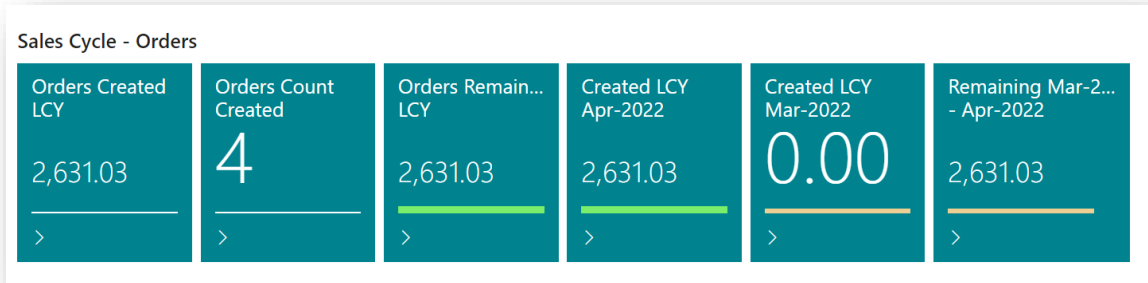 Sales Cycle - Orders
Orders Created
LCY
2,631.03
Orders Count
Created
4
Orders Remain...
LCY
2,631.03
Created LCY
Apr-2022
2,631.03
Created LCY
Mar-2022
0.00
Remaining Mar-2...
- Apr-2022
2,631.03